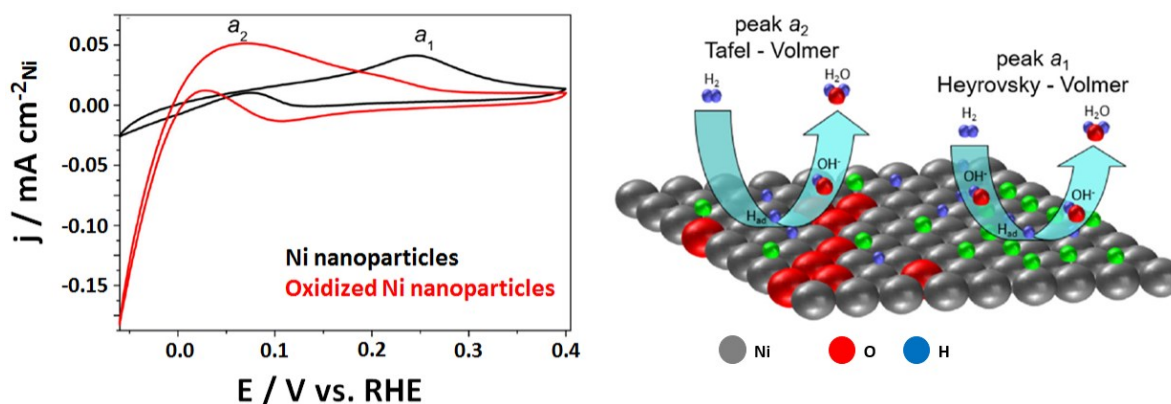 a₂
a₁
0.05
0.00
-0.05
-0.10
-0.15
j / mA cm⁻²Ni
Ni nanoparticles
Oxidized Ni nanoparticles
0.0 0.1 0.2 0.3 0.4
E / V vs. RHE
peak a₂
Tafel - Volmer
H₂
H₂O
Had
peak a₁
Heyrovsky - Volmer
H₂
H₂O
OH⁻
OH⁻
Had
Ni
O
H